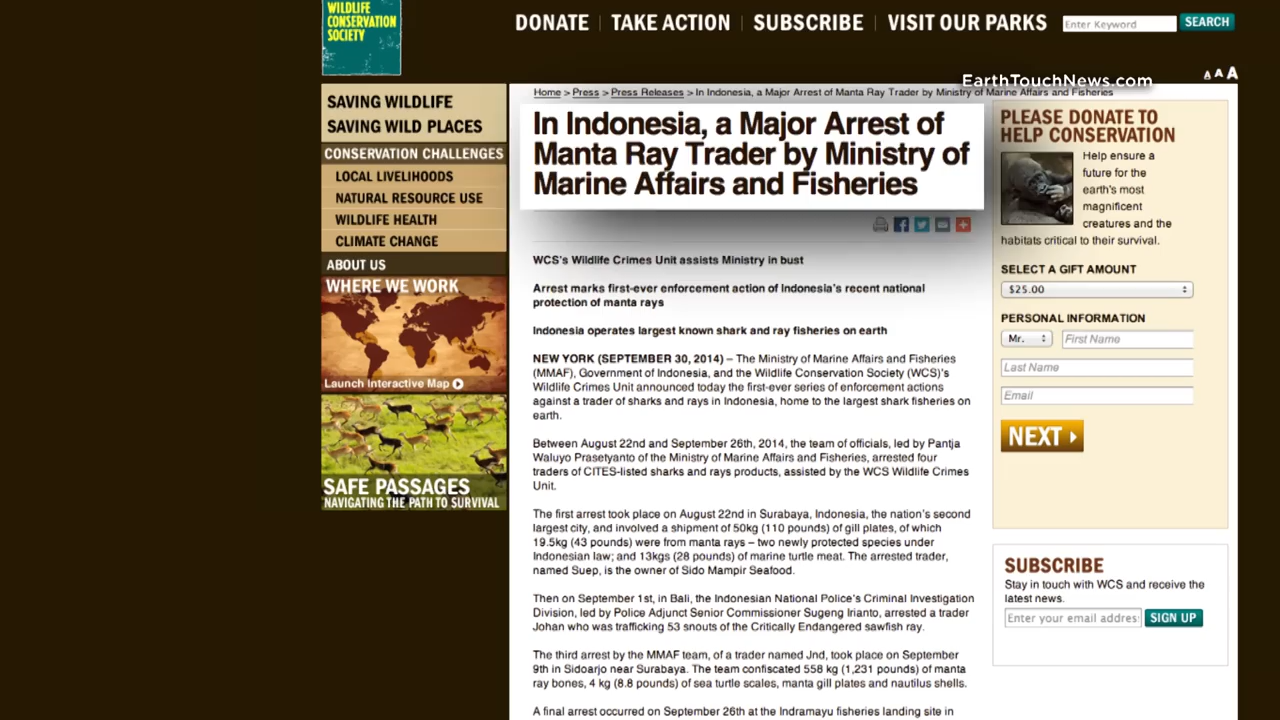 WILDLIFE
CONSERVATION
SOCIETY
DONATE | TAKE ACTION | SUBSCRIBE | VISIT OUR PARKS
Enter Keyword
SEARCH
EarthTouchNews.com
A A A
SAVING WILDLIFE
SAVING WILD PLACES
CONSERVATION CHALLENGES
LOCAL LIVELIHOODS
NATURAL RESOURCE USE
WILDLIFE HEALTH
CLIMATE CHANGE
ABOUT US
WHERE WE WORK
Launch Interactive Map
SAFE PASSAGES
NAVIGATING THE PATH TO SURVIVAL
Home > Press > Press Releases > In Indonesia, a Major Arrest of Manta Ray Trader by Ministry of Marine Affairs and Fisheries
In Indonesia, a Major Arrest of
Manta Ray Trader by Ministry of
Marine Affairs and Fisheries
WCS's Wildlife Crimes Unit assists Ministry in bust
Arrest marks first-ever enforcement action of Indonesia's recent national
protection of manta rays
Indonesia operates largest known shark and ray fisheries on earth
NEW YORK (SEPTEMBER 30, 2014) – The Ministry of Marine Affairs and Fisheries
(MMAF), Government of Indonesia, and the Wildlife Conservation Society (WCS)'s
Wildlife Crimes Unit announced today the first-ever series of enforcement actions
against a trader of sharks and rays in Indonesia, home to the largest shark fisheries on
earth.
Between August 22nd and September 26th, 2014, the team of officials, led by Pantja
Waluyo Prasetyanto of the Ministry of Marine Affairs and Fisheries, arrested four
traders of CITES-listed sharks and rays products, assisted by the WCS Wildlife Crimes
Unit.
The first arrest took place on August 22nd in Surabaya, Indonesia, the nation's second
largest city, and involved a shipment of 50kg (110 pounds) of gill plates, of which
19.5kg (43 pounds) were from manta rays – two newly protected species under
Indonesian law; and 13kgs (28 pounds) of marine turtle meat. The arrested trader,
named Suep, is the owner of Sido Mampir Seafood.
Then on September 1st, in Bali, the Indonesian National Police's Criminal Investigation
Division, led by Police Adjunct Senior Commissioner Sugeng Irianto, arrested a trader
Johan who was trafficking 53 snouts of the Critically Endangered sawfish ray.
The third arrest by the MMAF team, of a trader named Jnd, took place on September
9th in Sidoarjo near Surabaya. The team confiscated 558 kg (1,231 pounds) of manta
ray bones, 4 kg (8.8 pounds) of sea turtle scales, manta gill plates and nautilus shells.
A final arrest occurred on September 26th at the Indramayu fisheries landing site in
PLEASE DONATE TO
HELP CONSERVATION
Help ensure a
future for the
earth's most
magnificent
creatures and the
habitats critical to their survival.
SELECT A GIFT AMOUNT
$25.00
PERSONAL INFORMATION
Mr.
First Name
Last Name
Email
NEXT
SUBSCRIBE
Stay in touch with WCS and receive the
latest news.
Enter your email addres:
SIGN UP